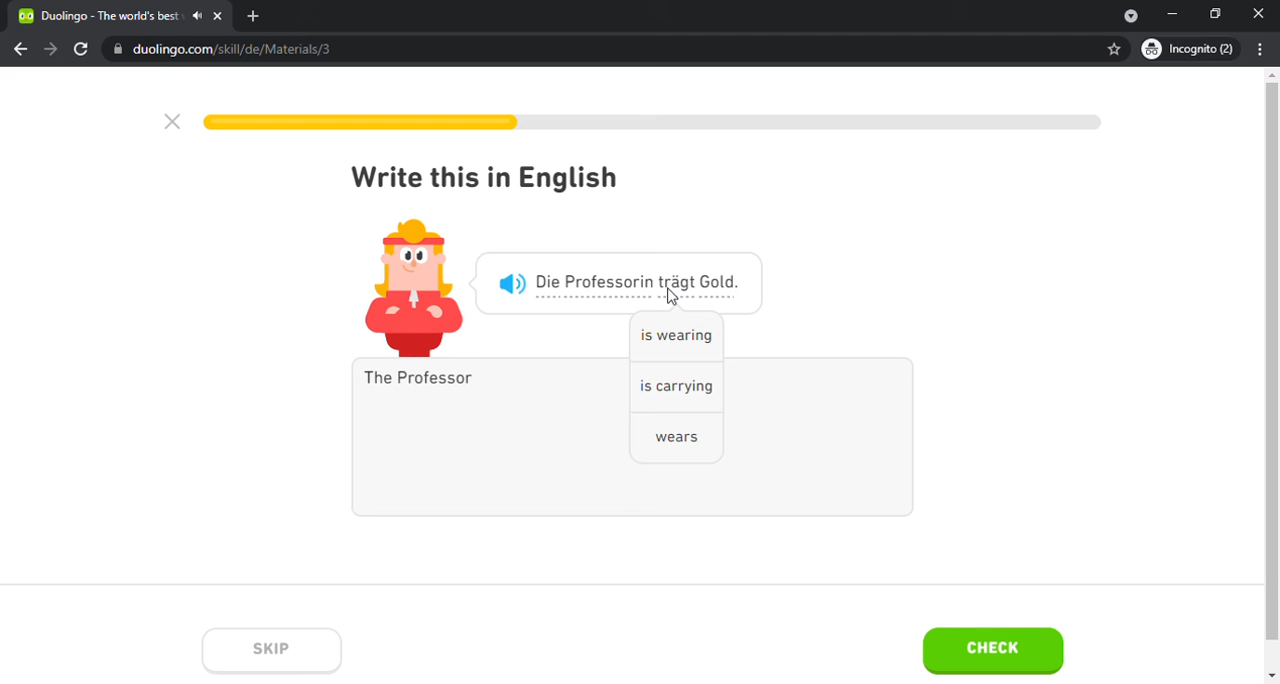 Duolingo - The world's best
duolingo.com/skill/de/Materials/3
Incognito (2)
Write this in English
Die Professorin trägt Gold.
is wearing
is carrying
wears
The Professor
SKIP
CHECK